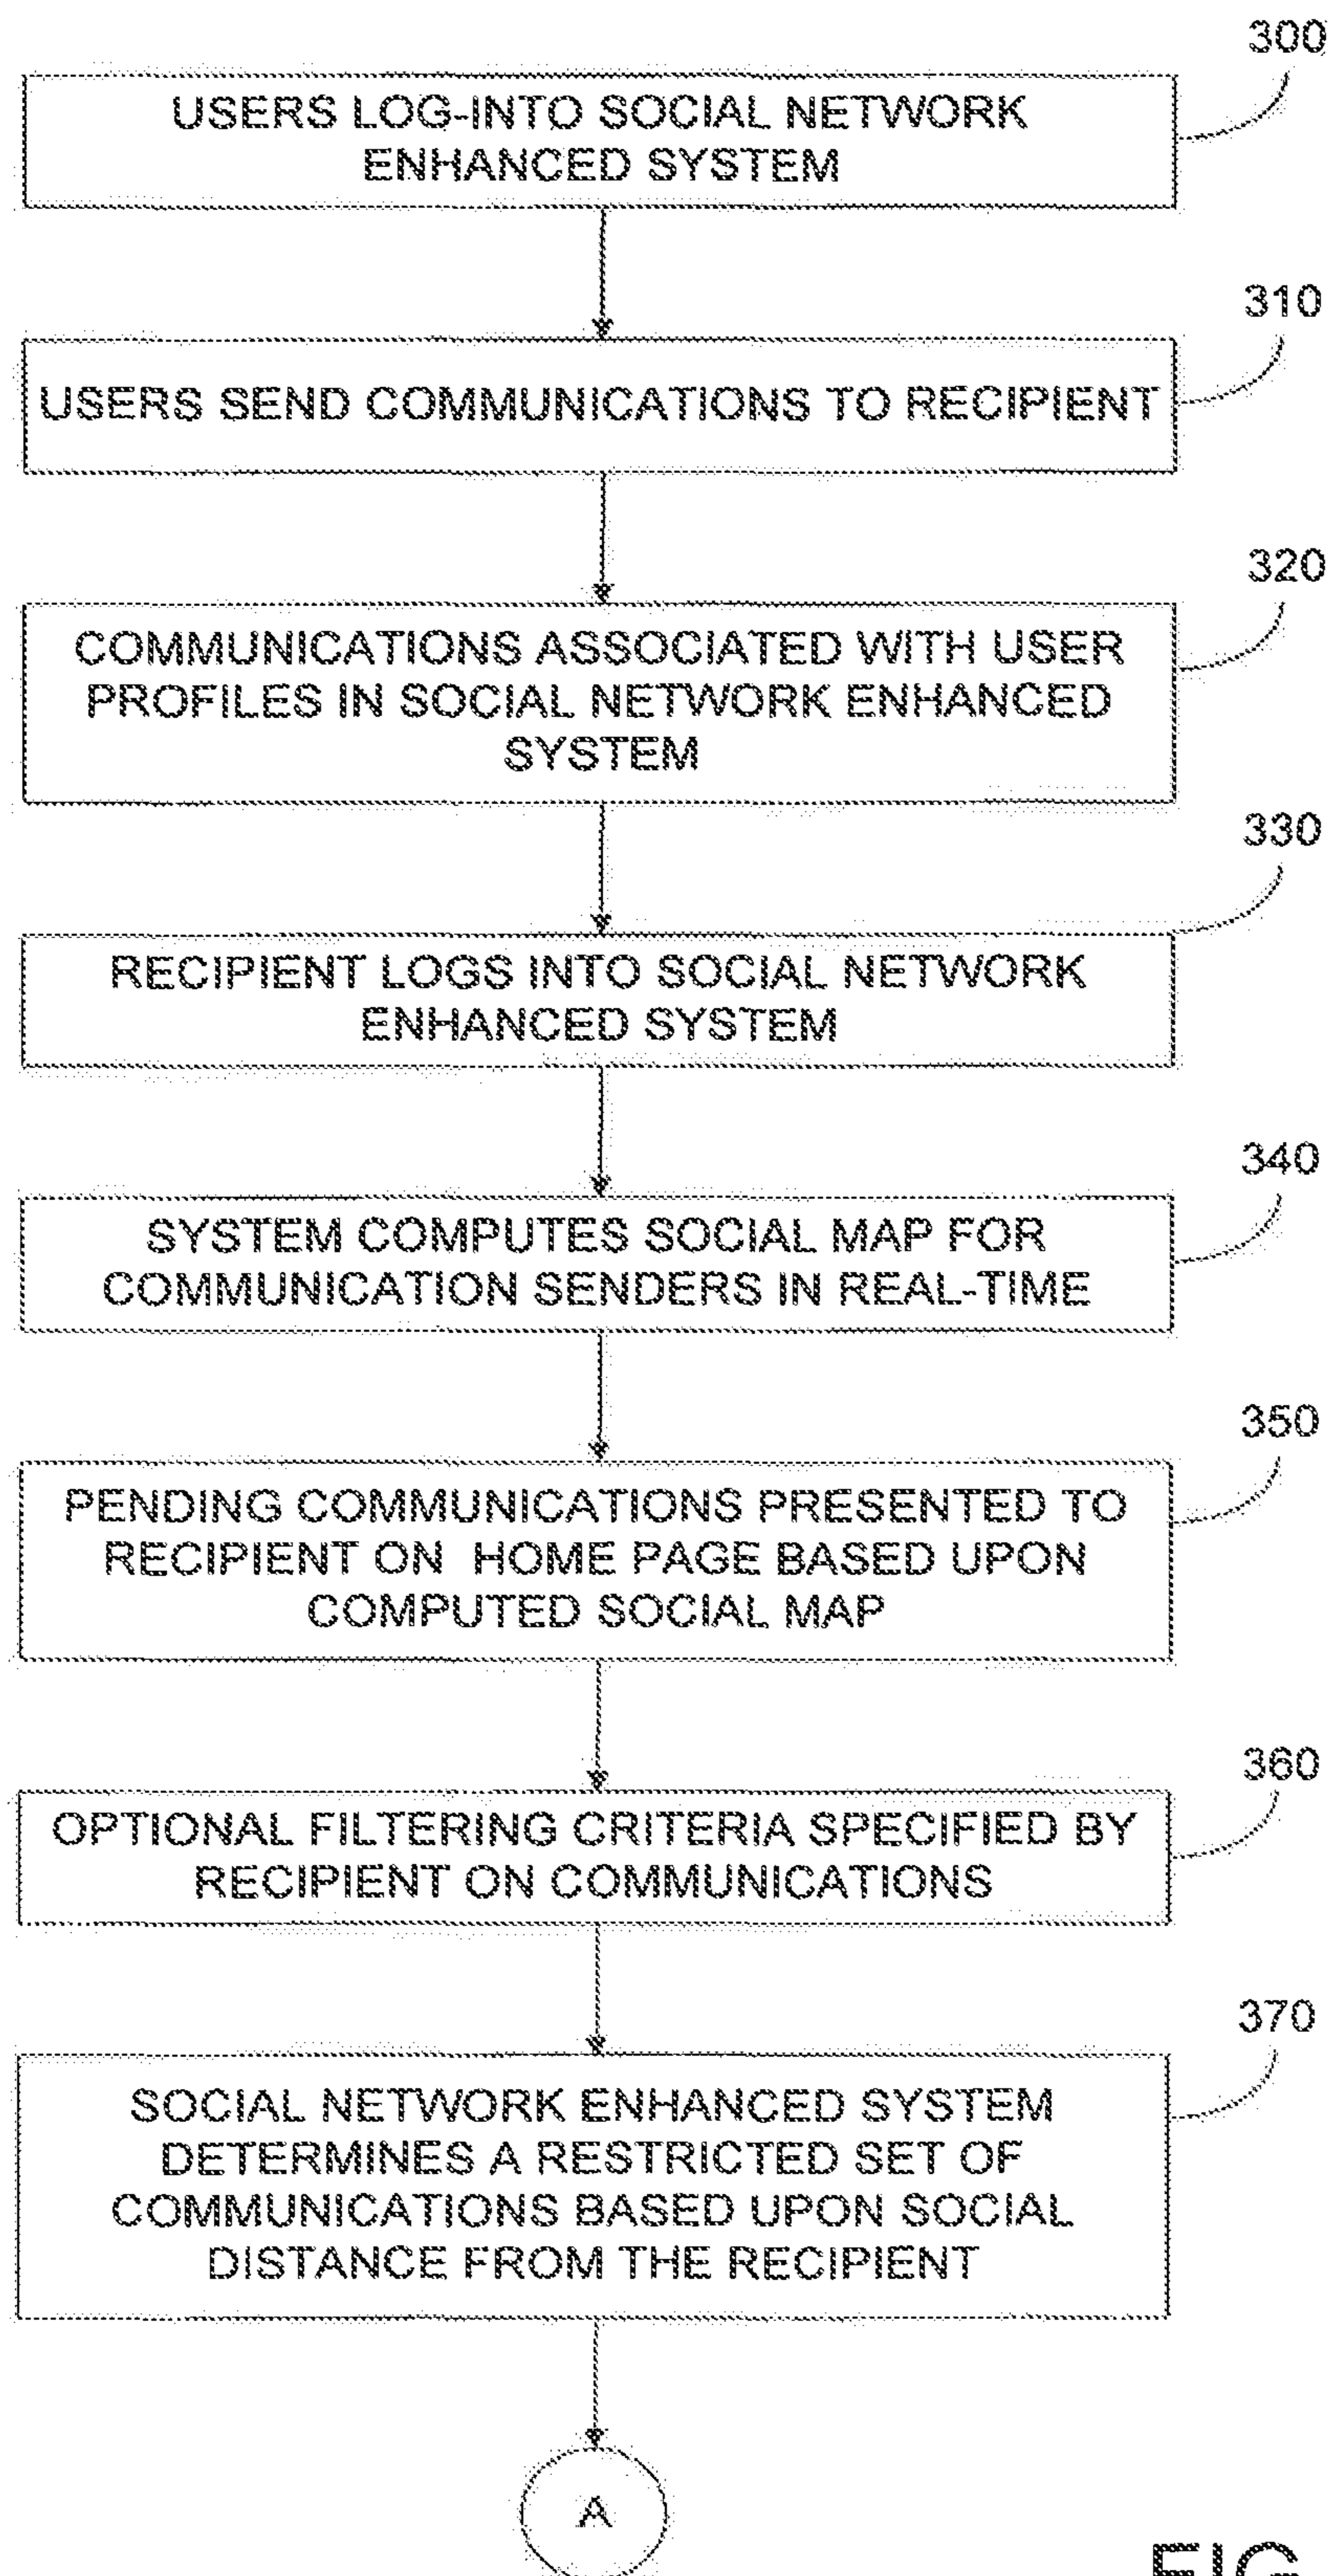 300
USERS LOG-INTO SOCIAL NETWORK
ENHANCED SYSTEM
310
USERS SEND COMMUNICATIONS TO RECIPIENT
320
COMMUNICATIONS ASSOCIATED WITH USER
PROFILES IN SOCIAL NETWORK ENHANCED
SYSTEM
330
RECIPIENT LOGS INTO SOCIAL NETWORK
ENHANCED SYSTEM
340
SYSTEM COMPUTES SOCIAL MAP FOR
COMMUNICATION SENDERS IN REAL-TIME
350
PENDING COMMUNICATIONS PRESENTED TO
RECIPIENT ON HOME PAGE BASED UPON
COMPUTED SOCIAL MAP
360
OPTIONAL FILTERING CRITERIA SPECIFIED BY
RECIPIENT ON COMMUNICATIONS
370
SOCIAL NETWORK ENHANCED SYSTEM
DETERMINES A RESTRICTED SET OF
COMMUNICATIONS BASED UPON SOCIAL
DISTANCE FROM THE RECIPIENT
A
FIG